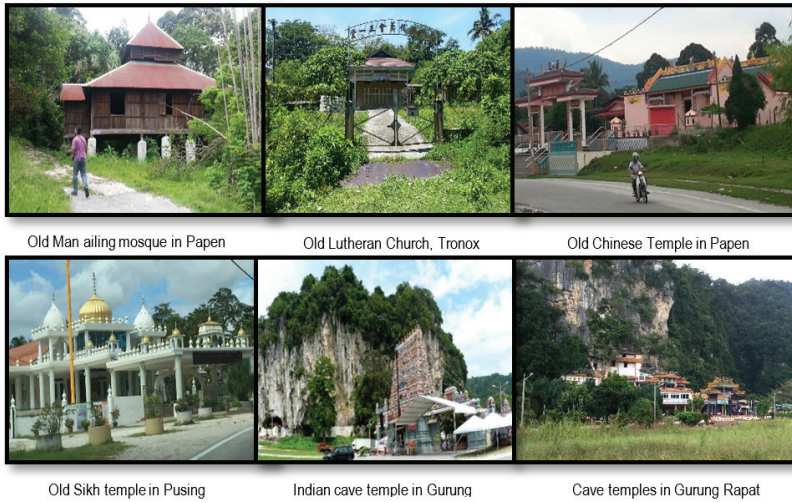 Old Man ailing mosque in Papen
Old Lutheran Church, Tronox
Old Chinese Temple in Papen
Old Sikh temple in Pusing
Indian cave temple in Gurung
Cave temples in Gurung Rapat